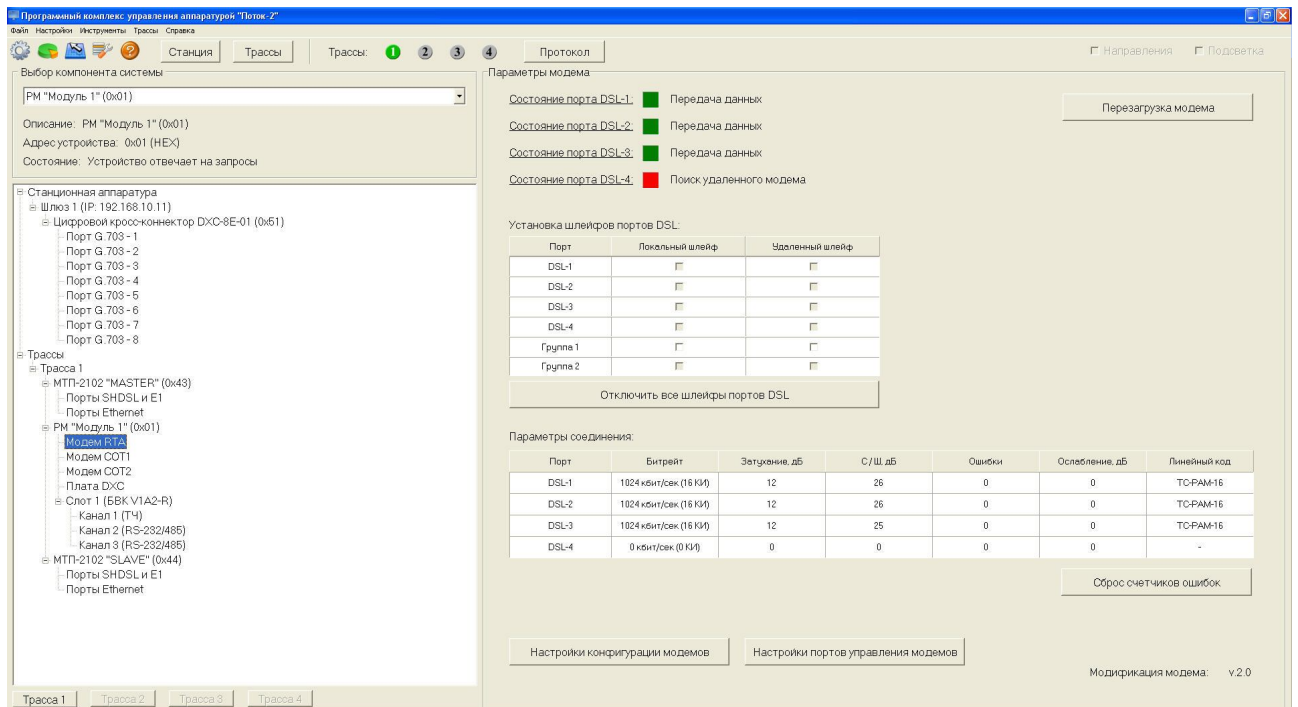 Программный комплекс управления аппаратурой "Поток-2"
Файл Настройки Инструменты Трассы Справка
Станция Трассы Трассы: 1 2 3 4 Протокол Направления Подсветка
Выбор компонента системы
РМ "Модуль 1" (0x01)
Описание: РМ "Модуль 1" (0x01)
Адрес устройства: 0x01 (HEX)
Состояние: Устройство отвечает на запросы
Станционная аппаратура
Шлюз 1 (IP: 192.168.10.11)
Цифровой кросс-коннектор DXC-8E-01 (0x51)
Порт G.703 - 1
Порт G.703 - 2
Порт G.703 - 3
Порт G.703 - 4
Порт G.703 - 5
Порт G.703 - 6
Порт G.703 - 7
Порт G.703 - 8
Трассы
Трасса 1
МТП-2102 "MASTER" (0x43)
Порты SHDSL и E1
Порты Ethernet
РМ "Модуль 1" (0x01)
Модем RTA
Модем СОТ1
Модем СОТ2
Плата DXC
Слот 1 (БВК V1A2-R)
Канал 1 (ТЧ)
Канал 2 (RS-232/485)
Канал 3 (RS-232/485)
МТП-2102 "SLAVE" (0x44)
Порты SHDSL и E1
Порты Ethernet
Трасса 1 Трасса 2 Трасса 3 Трасса 4
Параметры модема
Состояние порта DSL-1: Передача данных
Состояние порта DSL-2: Передача данных
Состояние порта DSL-3: Передача данных
Состояние порта DSL-4: Поиск удаленного модема
Перезагрузка модема
Установка шлейфов портов DSL:
Порт Локальный шлейф Удаленный шлейф
DSL-1
DSL-2
DSL-3
DSL-4
Группа 1
Группа 2
Отключить все шлейфы портов DSL
Параметры соединения:
Порт Битрейт Затухание, дБ С/Ш, дБ Ошибки Ослабление, дБ Линейный код
DSL-1 1024 кбит/сек (16 КИ) 12 26 0 0 TC-PAM-16
DSL-2 1024 кбит/сек (16 КИ) 12 26 0 0 TC-PAM-16
DSL-3 1024 кбит/сек (16 КИ) 12 25 0 0 TC-PAM-16
DSL-4 0 кбит/сек (0 КИ) 0 0 0 0 -
Сброс счетчиков ошибок
Настройки конфигурации модемов Настройки портов управления модемов
Модификация модема: v.2.0